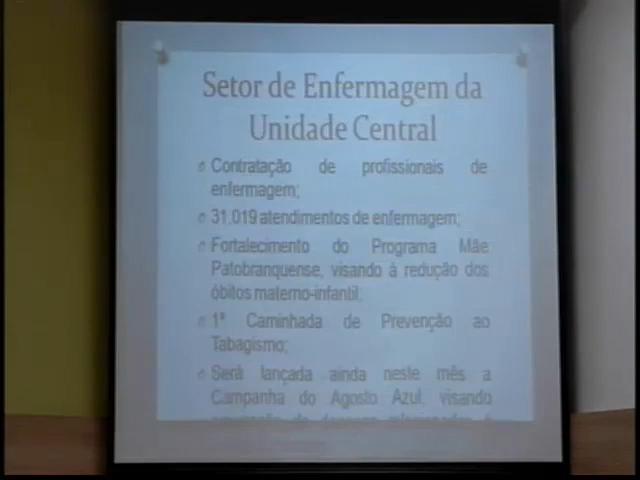 Setor de Enfermagem da
Unidade Central
Contratação de profissionais de
enfermagem;
31.019 atendimentos de enfermagem;
Fortalecimento do Programa Mãe
Patobranquense, visando à redução dos
óbitos materno-infantil;
1ª Caminhada de Prevenção ao
Tabagismo;
Será lançada ainda neste mês a
Campanha do Agosto Azul, visando